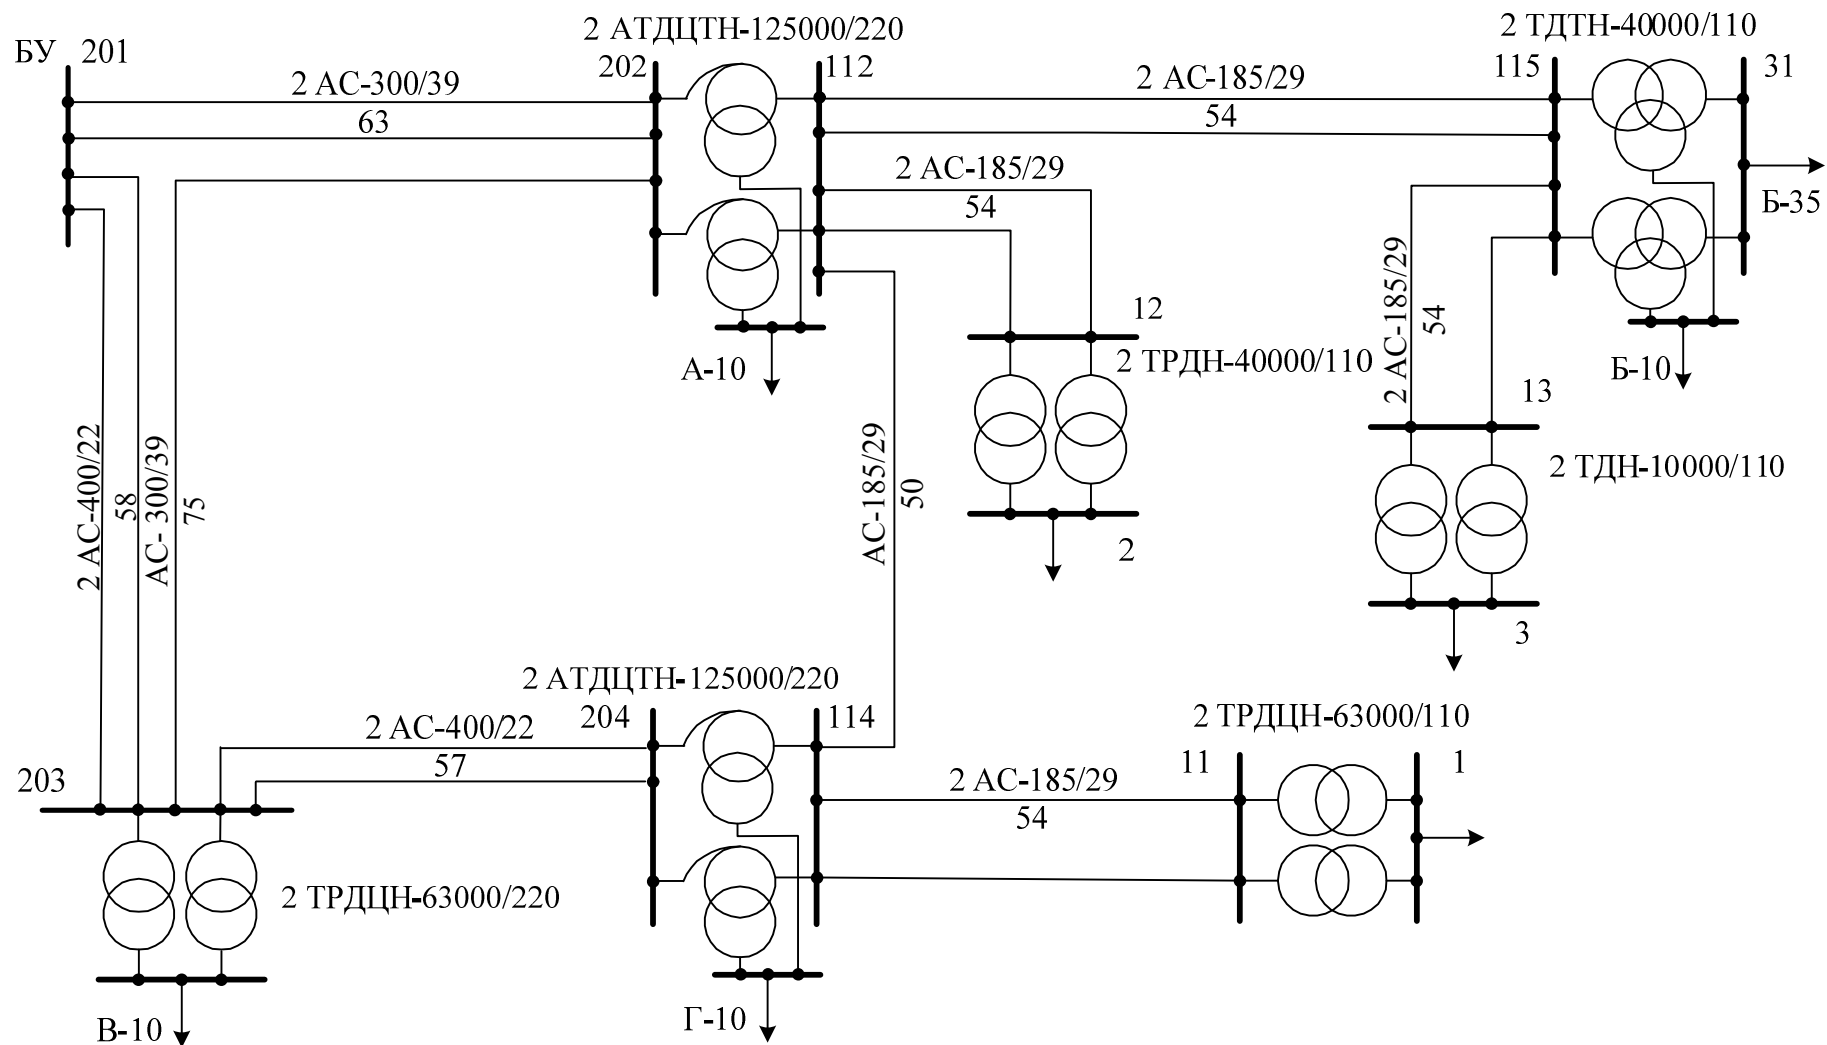 БУ 201
2 АТДЦТН-125000/220
202
112
2 ТДТН-40000/110
115
31
2 АС-300/39
63
2 АС-185/29
54
2 АС-185/29
54
Б-35
2 АС-185/29
54
12
А-10
2 ТРДН-40000/110
Б-10
13
2 АС-400/22
58
АС- 300/39
75
АС-185/29
50
2 ТДН-10000/110
2
3
2 АТДЦТН-125000/220
204
114
2 ТРДЦН-63000/110
2 АС-400/22
57
11
1
203
2 АС-185/29
54
2 ТРДЦН-63000/220
В-10
Г-10